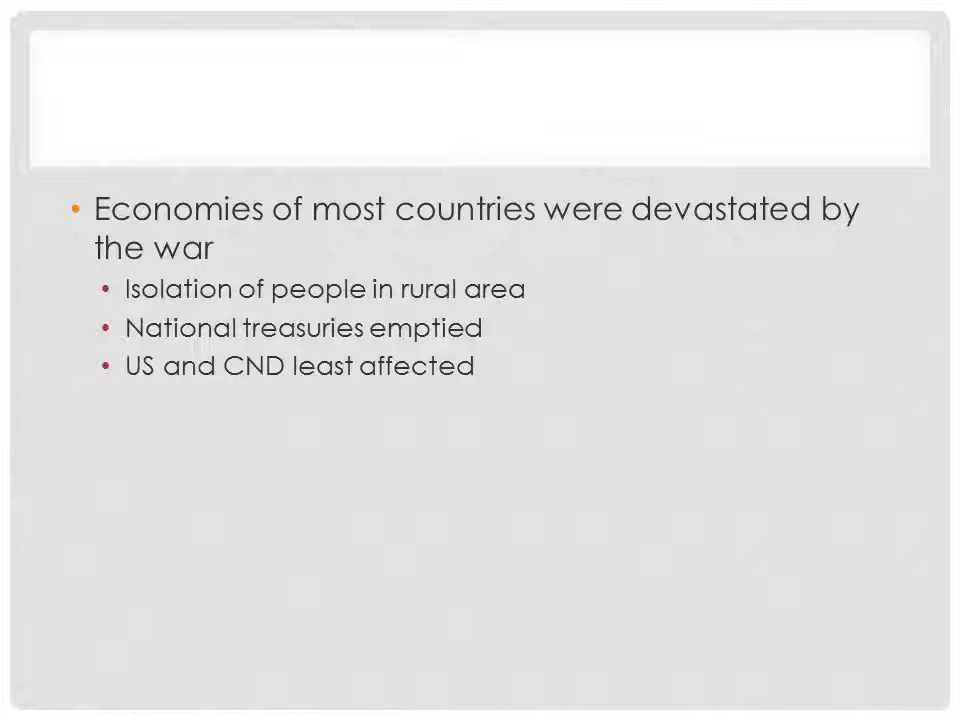 • Economies of most countries were devastated by
the war
• Isolation of people in rural area
• National treasuries emptied
• US and CND least affected